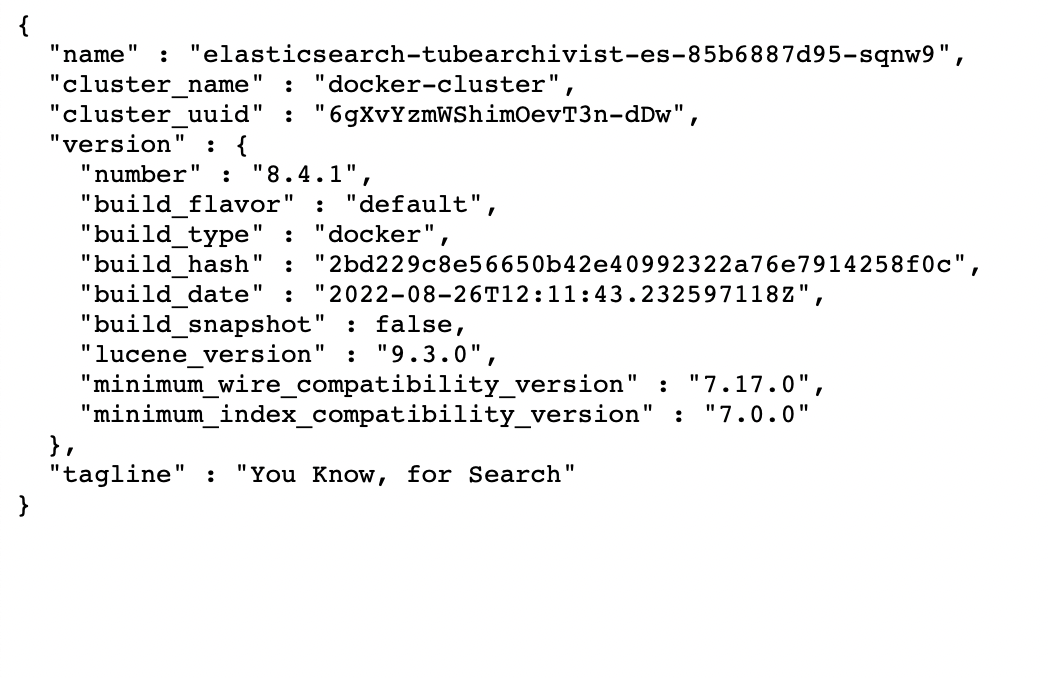 {
  "name" : "elasticsearch-tubearchivist-es-85b6887d95-sqnw9",
  "cluster_name" : "docker-cluster",
  "cluster_uuid" : "6gXvYzmWShimOevT3n-dDw",
  "version" : {
    "number" : "8.4.1",
    "build_flavor" : "default",
    "build_type" : "docker",
    "build_hash" : "2bd229c8e56650b42e40992322a76e7914258f0c",
    "build_date" : "2022-08-26T12:11:43.232597118Z",
    "build_snapshot" : false,
    "lucene_version" : "9.3.0",
    "minimum_wire_compatibility_version" : "7.17.0",
    "minimum_index_compatibility_version" : "7.0.0"
  },
  "tagline" : "You Know, for Search"
}